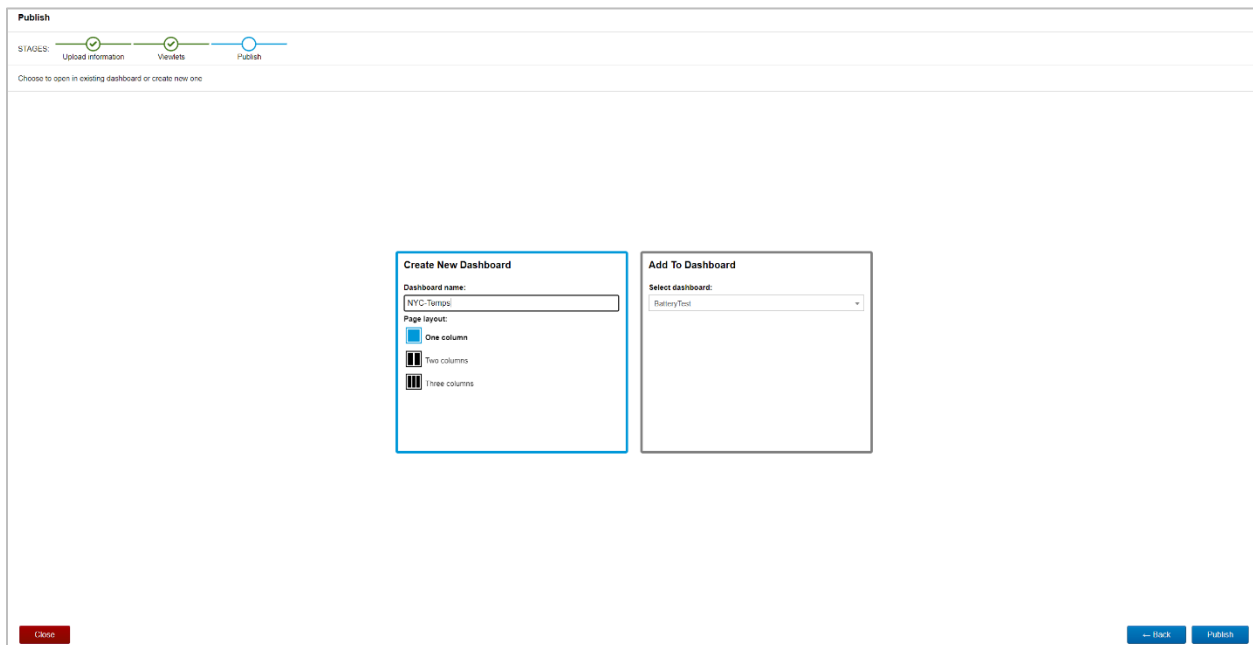 Publish
STAGES:
Upload information
Viewlets
Publish
Choose to open in existing dashboard or create new one
Create New Dashboard
Dashboard name:
NYC-Temps
Page layout:
One column
Two columns
Three columns
Add To Dashboard
Select dashboard:
BatteryTest
Close
← Back
Publish